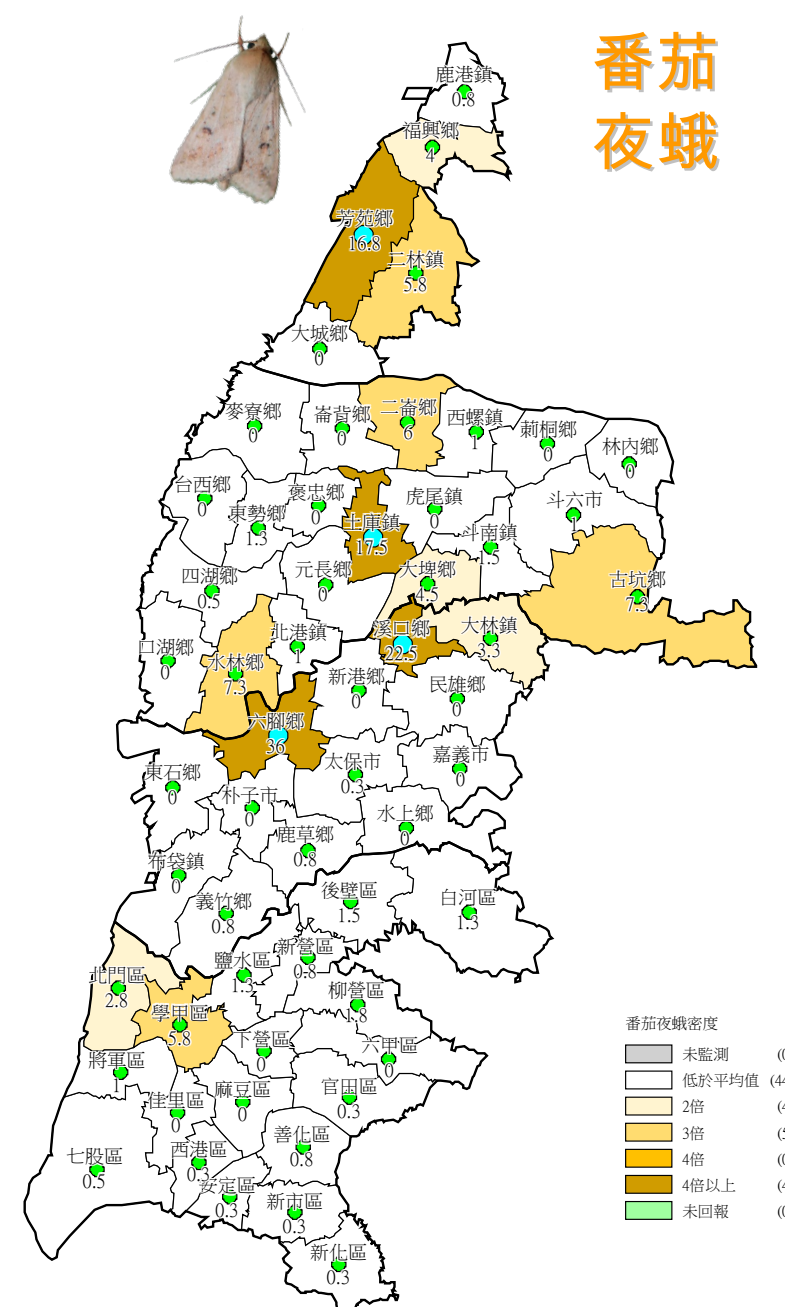 番茄
夜蛾
鹿港鎮
0.8
福興鄉
4
芳苑鄉
16.8
二林鎮
5.8
大城鄉
0
麥寮鄉
0
崙背鄉
0
二崙鄉
6
西螺鎮
1
莿桐鄉
0
林內鄉
0
台西鄉
0
東勢鄉
1.3
褒忠鄉
0
土庫鎮
17.5
虎尾鎮
0
斗南鎮
1.5
斗六市
1
古坑鄉
7.3
四湖鄉
0.5
元長鄉
0
大埤鄉
4.5
口湖鄉
0
水林鄉
7.3
北港鎮
1
溪口鄉
22.5
大林鎮
3.3
新港鄉
0
民雄鄉
0
六腳鄉
36
東石鄉
0
朴子市
0
太保市
0.3
嘉義市
0
鹿草鄉
0.8
水上鄉
0
布袋鎮
0
義竹鄉
0.8
後壁區
1.5
白河區
1.3
北門區
2.8
學甲區
5.8
鹽水區
1.3
新營區
0.8
柳營區
1.8
下營區
0
六甲區
0
將軍區
1
佳里區
0
麻豆區
0
官田區
0.3
七股區
0.5
西港區
0.3
善化區
0.8
安定區
0.3
新市區
0.3
新化區
0.3
番茄夜蛾密度
未監測 (0
低於平均值 (44
2倍 (4
3倍 (5
4倍 (0
4倍以上 (4
未回報 (0